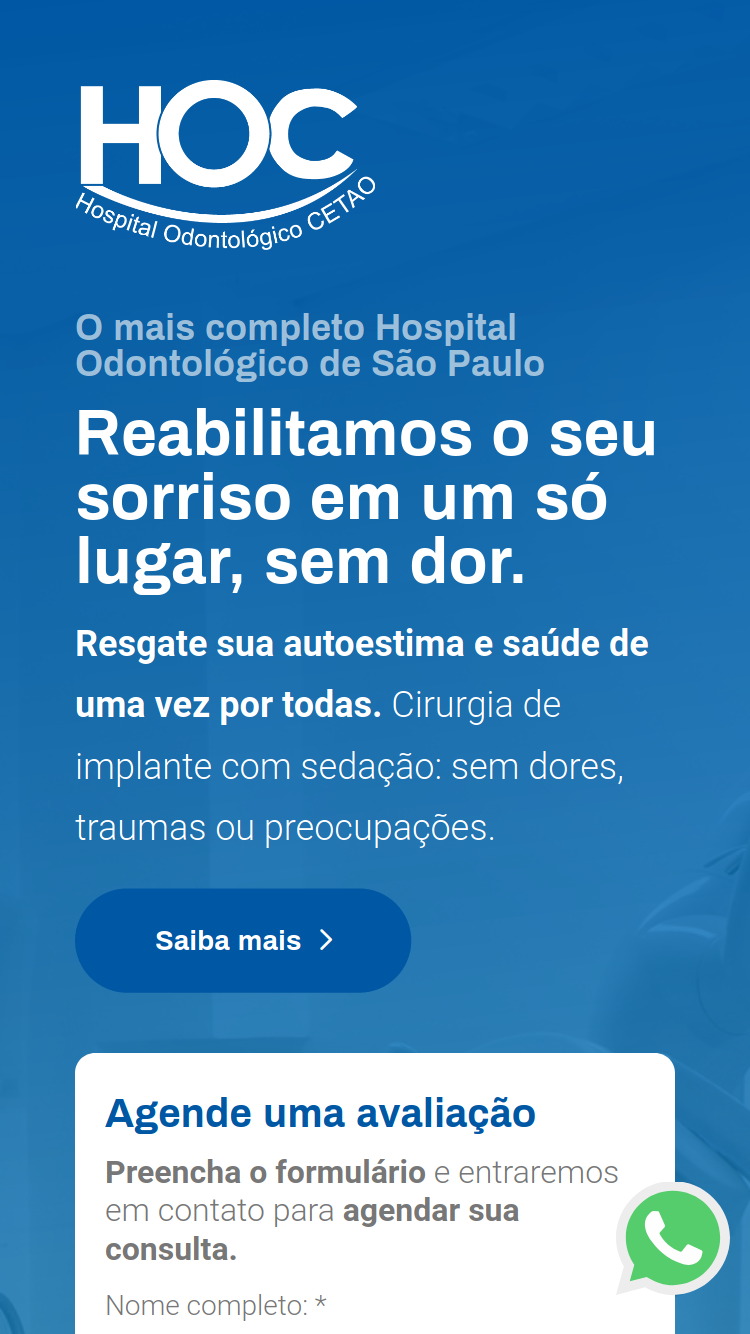 HOC
Hospital Odontológico CETAO
O mais completo Hospital
Odontológico de São Paulo
Reabilitamos o seu
sorriso em um só
lugar, sem dor.
Resgate sua autoestima e saúde de
uma vez por todas. Cirurgia de
implante com sedação: sem dores,
traumas ou preocupações.
Saiba mais
Agende uma avaliação
Preencha o formulário e entraremos
em contato para agendar sua
consulta.
Nome completo: *